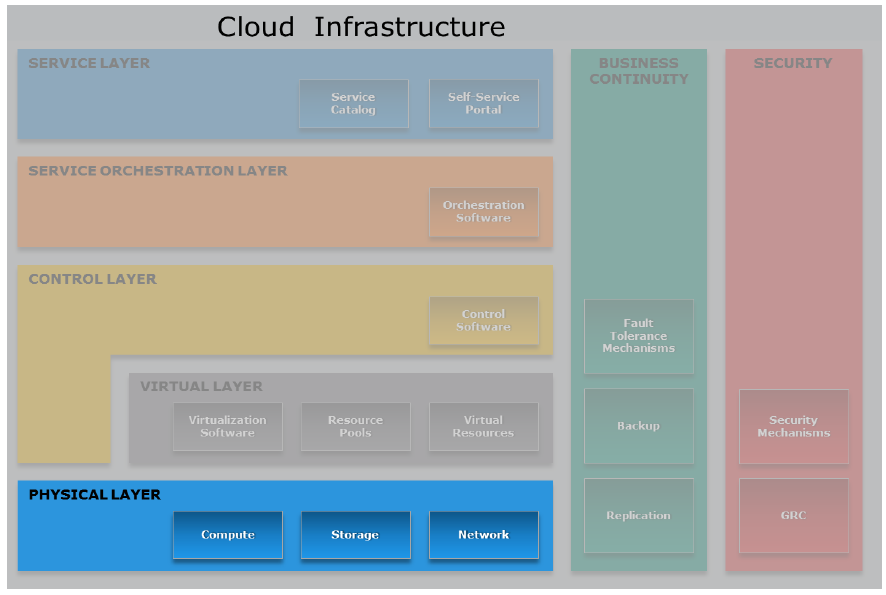 Cloud  Infrastructure
SERVICE LAYER
Service
Catalog
Self-Service
Portal
SERVICE ORCHESTRATION LAYER
Orchestration
Software
CONTROL LAYER
Control
Software
VIRTUAL LAYER
Virtualization
Software
Resource
Pools
Virtual
Resources
PHYSICAL LAYER
Compute
Storage
Network
BUSINESS
CONTINUITY
Fault
Tolerance
Mechanisms
Backup
Replication
SECURITY
Security
Mechanisms
GRC